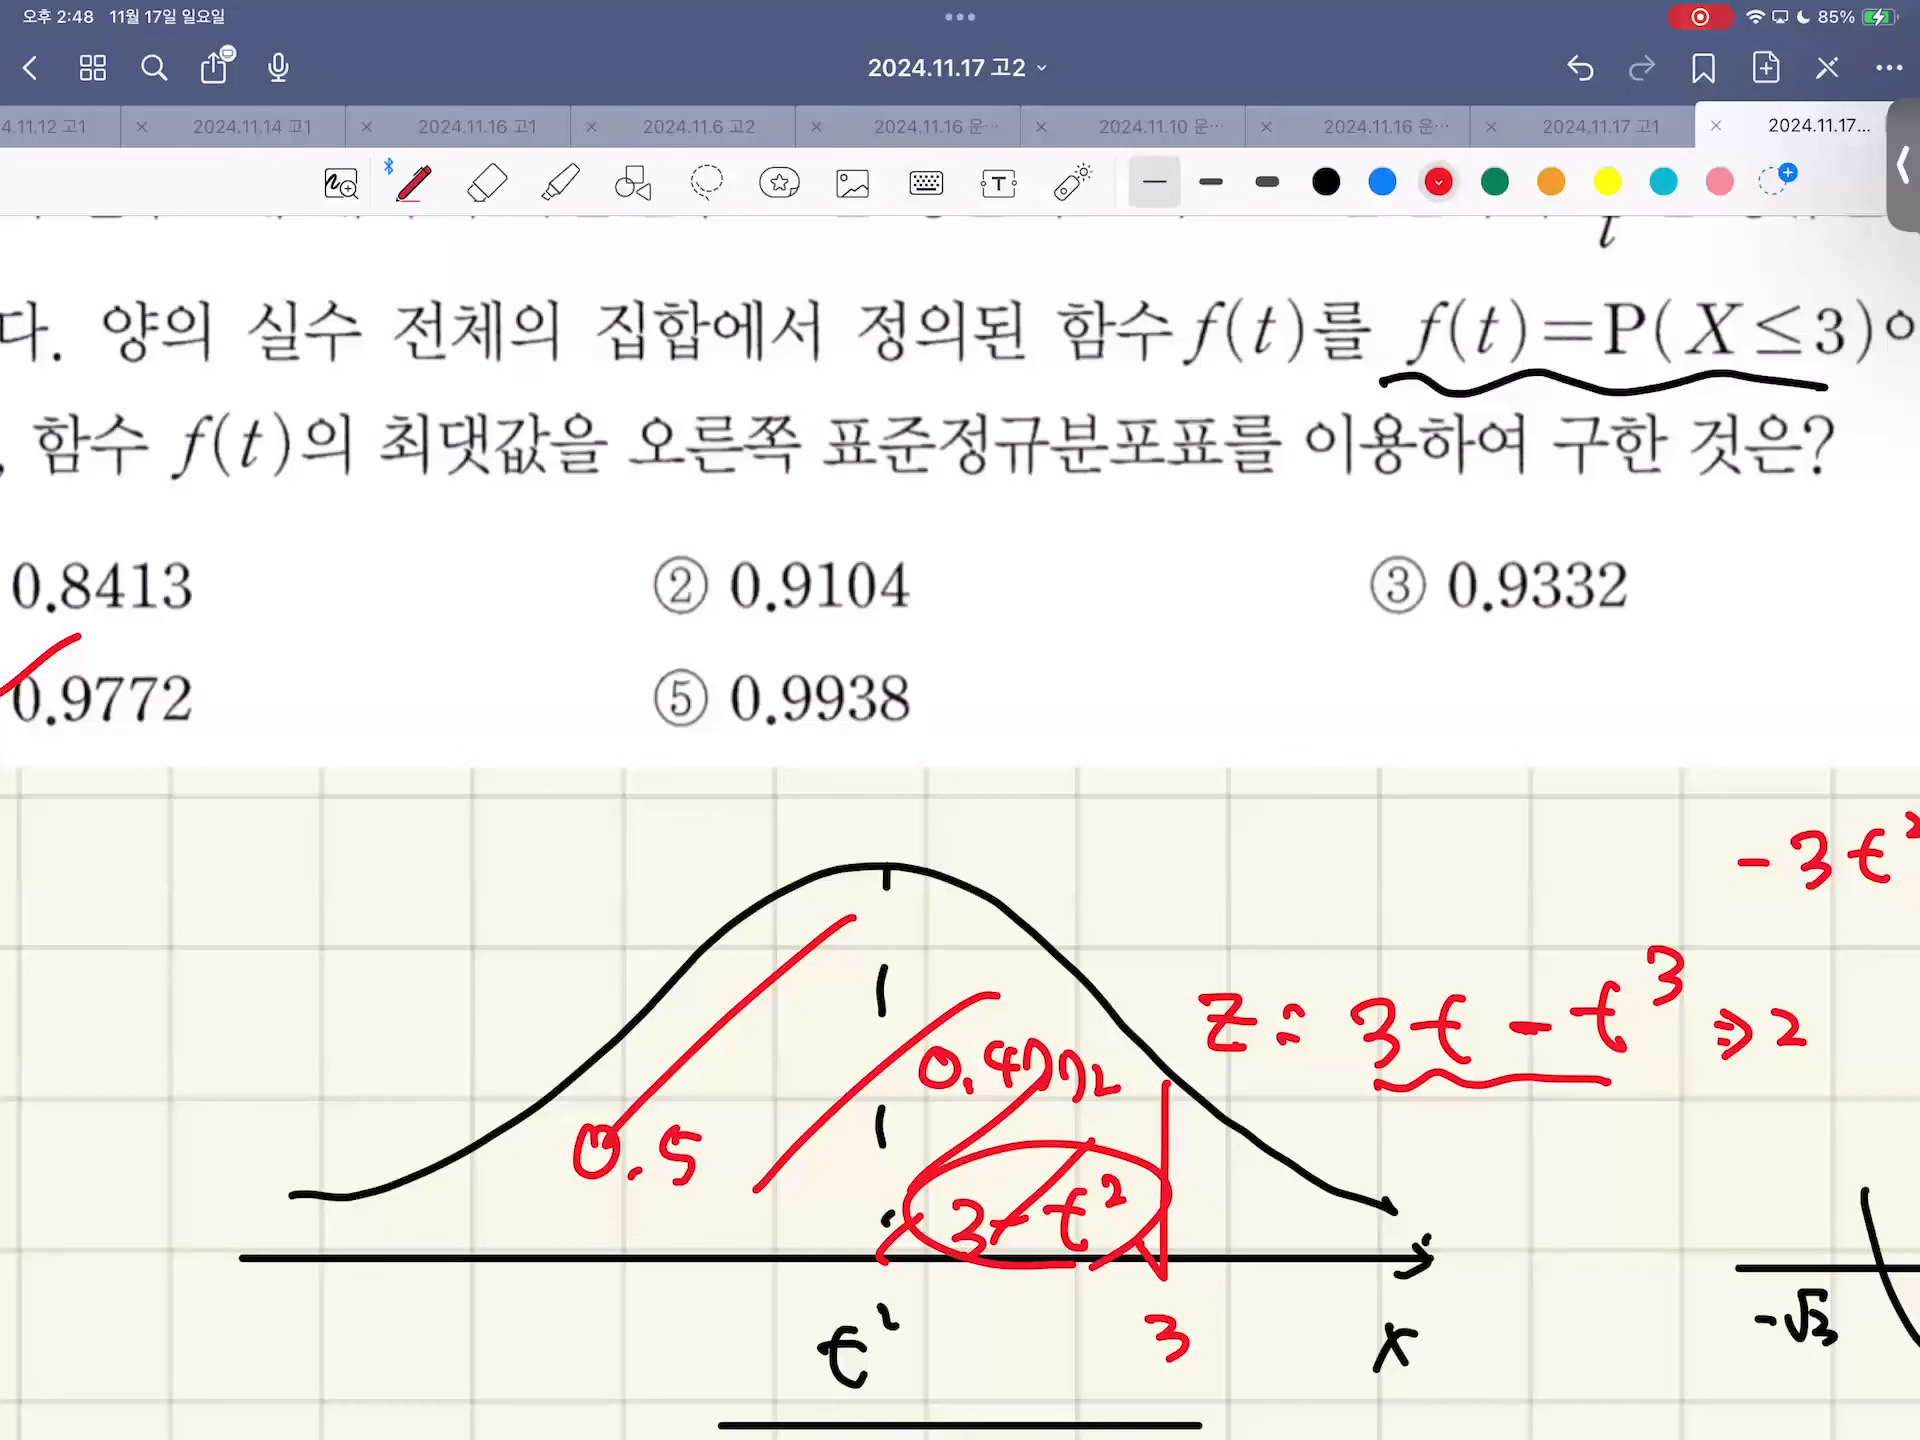 오후 2:48 11월 17일 일요일
85%
2024.11.17 고2
4.11.12 고1
2024.11.14 고1
2024.11.16 고1
2024.11.6 고2
2024.11.16 운…
2024.11.10 운…
2024.11.16 운…
2024.11.17 고1
2024.11.17...
t
다. 양의 실수 전체의 집합에서 정의된 함수 f(t)를 f(t)=P(X≤3)
함수 f(t)의 최댓값을 오른쪽 표준정규분포표를 이용하여 구한 것은?
0.8413 ② 0.9104 ③ 0.9332
0.9772 ⑤ 0.9938
-3t²
Z = 3t - t³ ⇒ 2
0.4772
0.5
3-t²
t² 3 x
-√3